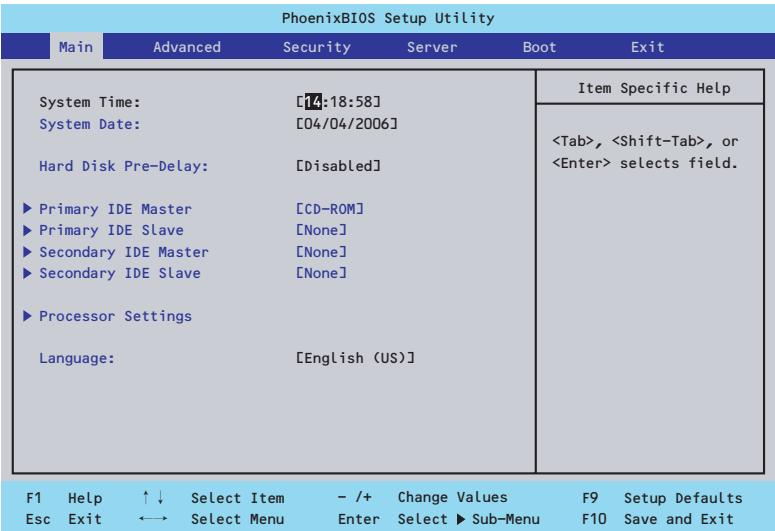 PhoenixBIOS Setup Utility
Main Advanced Security Server Boot Exit
Item Specific Help
System Time: [14:18:58]
System Date: [04/04/2006]
<Tab>, <Shift-Tab>, or
<Enter> selects field.
Hard Disk Pre-Delay: [Disabled]
▶ Primary IDE Master [CD-ROM]
▶ Primary IDE Slave [None]
▶ Secondary IDE Master [None]
▶ Secondary IDE Slave [None]
▶ Processor Settings
Language: [English (US)]
F1 Help ↑↓ Select Item - /+ Change Values F9 Setup Defaults
Esc Exit ←→ Select Menu Enter Select ▶ Sub-Menu F10 Save and Exit